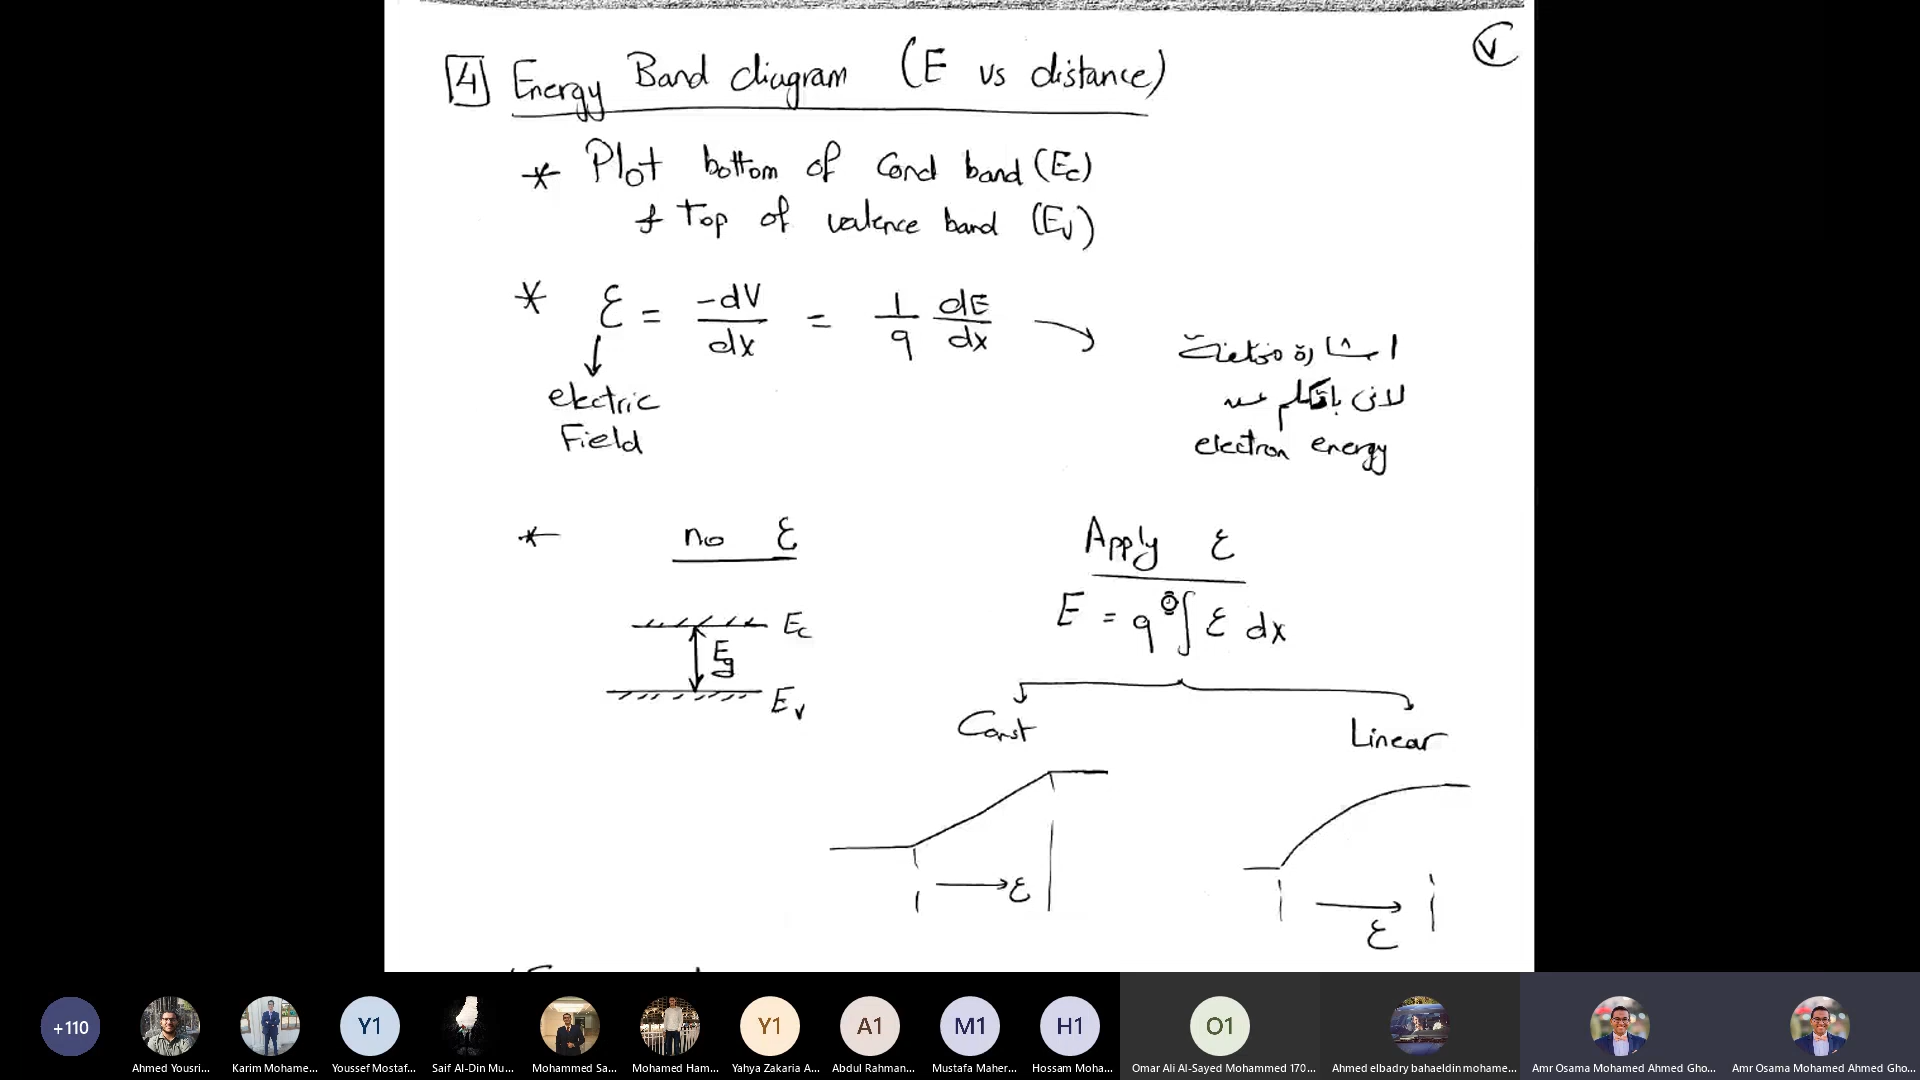 4 Energy Band diagram (E vs distance)
* Plot bottom of Cond band (Ec)
& Top of valence band (Ev)
* ε = -dV/dx = 1/q dE/dx →
اشارة مختلفة
لانى باتكلم عن
electron energy
electric
Field
* no ε
Ec
Eg
Ev
Apply ε
E = q ∫ ε dx
Const
Linear
ε
ε
+110
Y1
Y1
A1
M1
H1
O1
Ahmed Yousri...
Karim Mohame...
Youssef Mostaf...
Saif Al-Din Mu...
Mohammed Sa...
Mohamed Ham...
Yahya Zakaria A...
Abdul Rahman...
Mustafa Maher...
Hossam Moha...
Omar Ali Al-Sayed Mohammed 170...
Ahmed elbadry bahaeldin mohame...
Amr Osama Mohamed Ahmed Gho...
Amr Osama Mohamed Ahmed Gho...